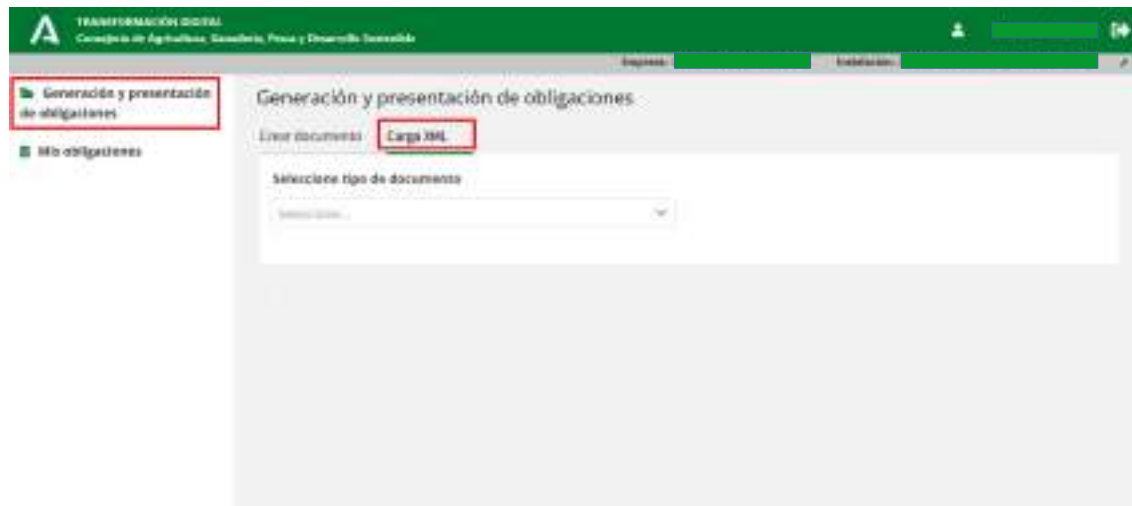 TRANSFORMACIÓN DIGITAL
Consejería de Agricultura, Ganadería, Pesca y Desarrollo Sostenible
Empresa: Instalación:
Generación y presentación
de obligaciones
Mis obligaciones
Generación y presentación de obligaciones
Crear documento Carga XML
Seleccione tipo de documento
Seleccione...